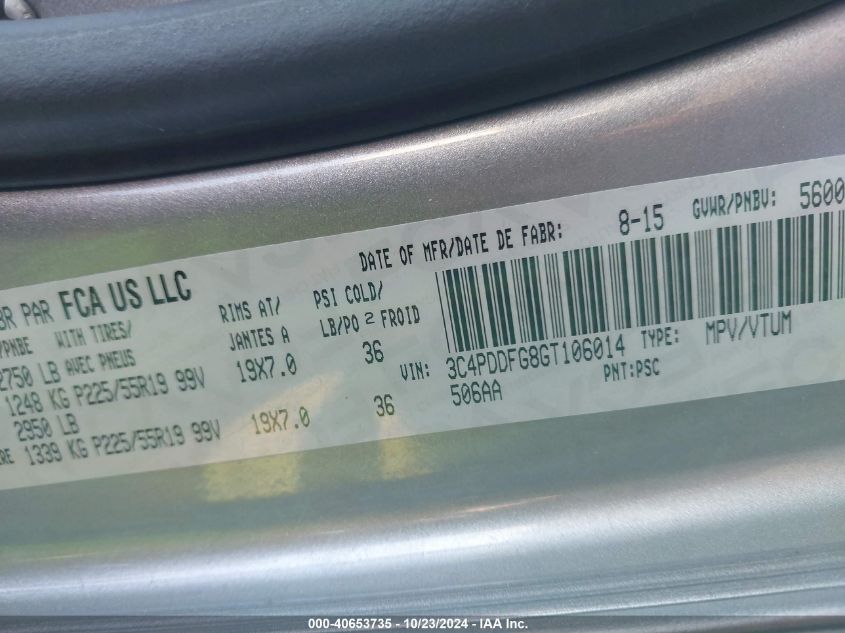 DATE OF MFR/DATE DE FABR: 8-15 GVWR/PNBV: 5600
BR PAR FCA US LLC
RIMS AT/ PSI COLD/
WITH TIRES/ JANTES A LB/PO 2 FROID
2750 LB AVEC PNEUS
1248 KG P225/55R19 99V 19X7.0 36
2950 LB
1339 KG P225/55R19 99V 19X7.0 36
VIN: 3C4PDDFG8GT106014 TYPE: MPV/VTUM
506AA PNT:PSC
000-40653735 - 10/23/2024 - IAA Inc.